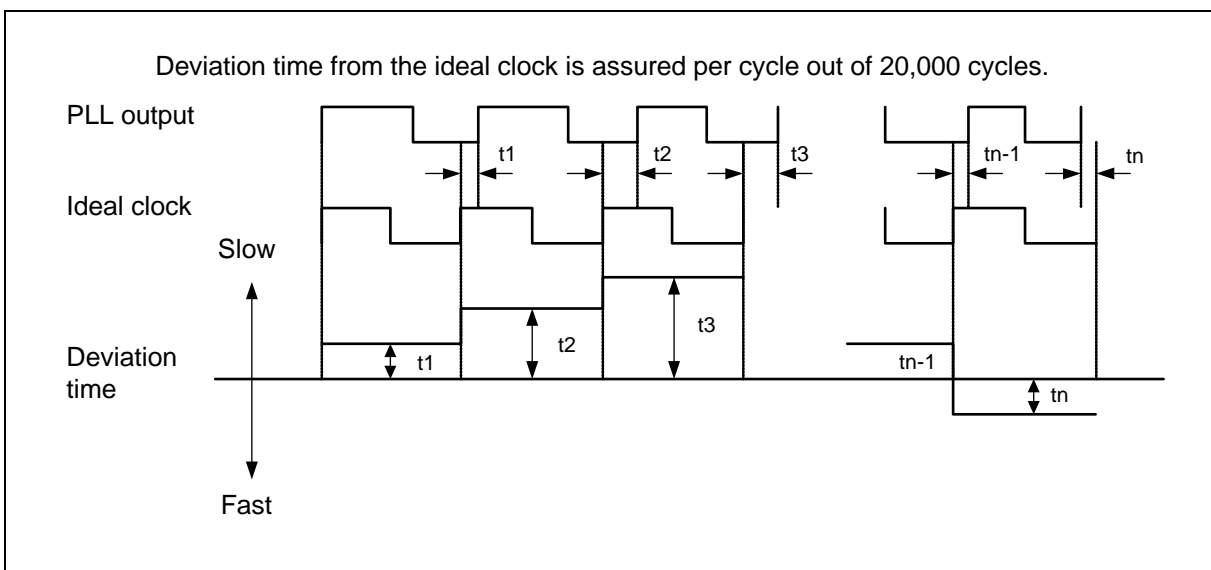 Deviation time from the ideal clock is assured per cycle out of 20,000 cycles.
PLL output
t1
t2
t3
tn-1
tn
Ideal clock
Slow
t1
t2
t3
tn-1
tn
Deviation
time
Fast